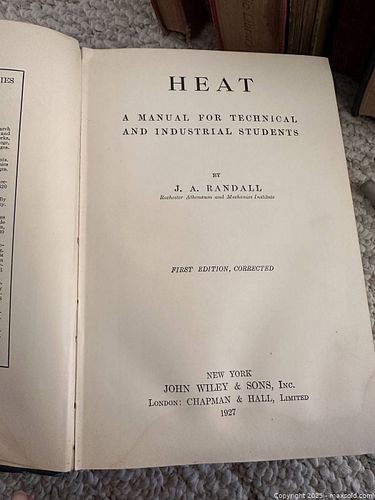 HEAT
A MANUAL FOR TECHNICAL
AND INDUSTRIAL STUDENTS
BY
J. A. RANDALL
Rochester Athenæum and Mechanics Institute
FIRST EDITION, CORRECTED
NEW YORK
JOHN WILEY & SONS, Inc.
London: CHAPMAN & HALL, Limited
1927
Copyright 2025 - maxsold.com